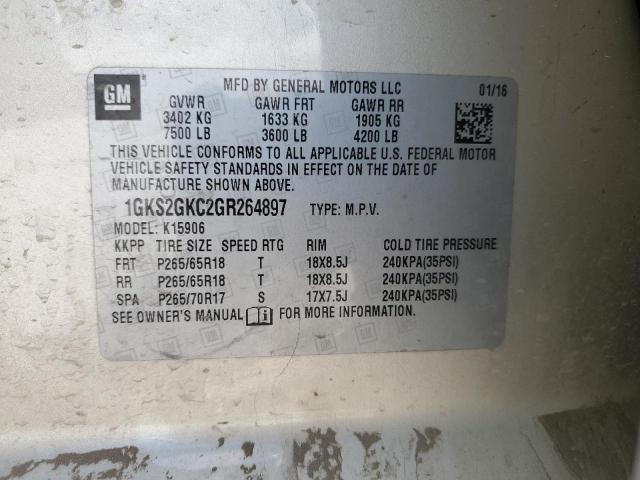 GM
MFD BY GENERAL MOTORS LLC 01/16
GVWR GAWR FRT GAWR RR
3402 KG 1633 KG 1905 KG
7500 LB 3600 LB 4200 LB
THIS VEHICLE CONFORMS TO ALL APPLICABLE U.S. FEDERAL MOTOR
VEHICLE SAFETY STANDARDS IN EFFECT ON THE DATE OF
MANUFACTURE SHOWN ABOVE.
1GKS2GKC2GR264897 TYPE: M.P.V.
MODEL: K15906
KKPP TIRE SIZE SPEED RTG RIM COLD TIRE PRESSURE
FRT P265/65R18 T 18X8.5J 240KPA(35PSI)
RR P265/65R18 T 18X8.5J 240KPA(35PSI)
SPA P265/70R17 S 17X7.5J 240KPA(35PSI)
SEE OWNER'S MANUAL FOR MORE INFORMATION.